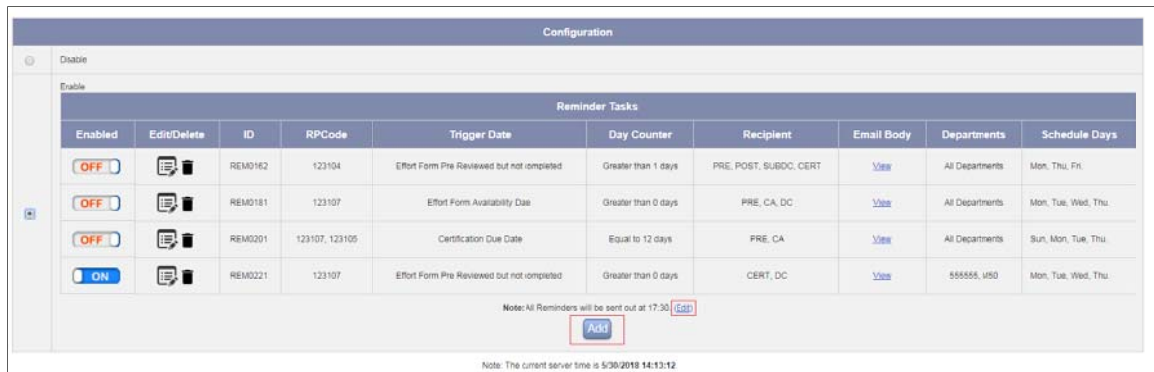 Configuration
Disable
Enable
Reminder Tasks
Enabled Edit/Delete ID RPCode Trigger Date Day Counter Recipient Email Body Departments Schedule Days
OFF REM0162 123104 Effort Form Pre Reviewed but not completed Greater than 1 days PRE, POST, SUBDC, CERT View All Departments Mon, Thu, Fri.
OFF REM0181 123107 Effort Form Availability Dae Greater than 0 days PRE, CA, DC View All Departments Mon, Tue, Wed, Thu.
OFF REM0201 123107, 123105 Certification Due Date Equal to 12 days PRE, CA View All Departments Sun, Mon, Tue, Thu.
ON REM0221 123107 Effort Form Pre Reviewed but not completed Greater than 0 days CERT, DC View 555555, M50 Mon, Tue, Wed, Thu.
Note: All Reminders will be sent out at 17:30. (Edit)
Add
Note: The current server time is 5/30/2018 14:13:12